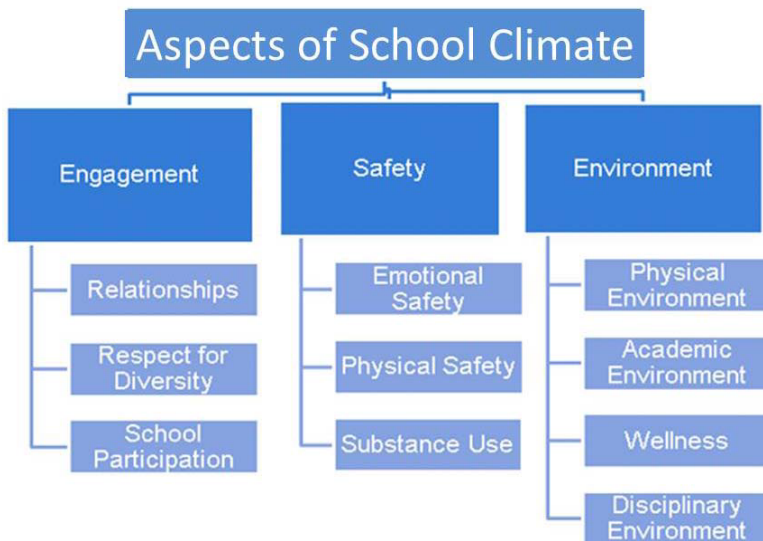 Aspects of School Climate
Engagement
Relationships
Respect for
Diversity
School
Participation
Safety
Emotional
Safety
Physical Safety
Substance Use
Environment
Physical
Environment
Academic
Environment
Wellness
Disciplinary
Environment